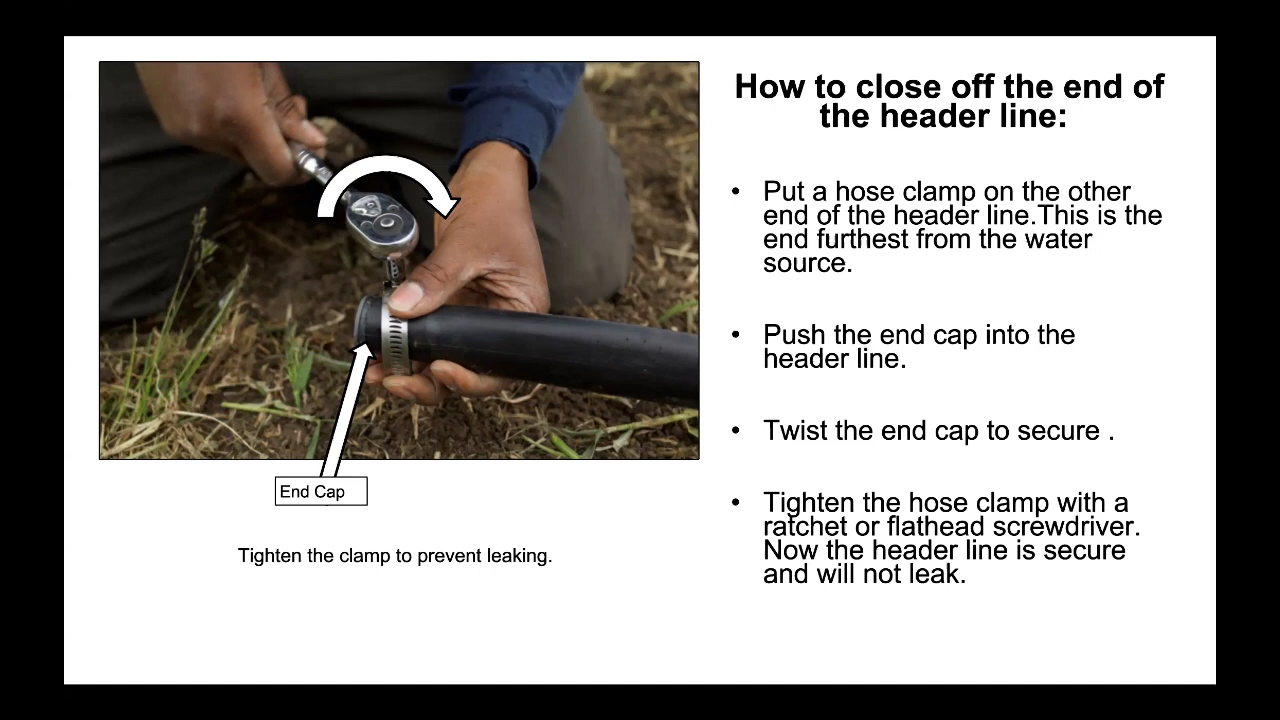 How to close off the end of
the header line:
• Put a hose clamp on the other
end of the header line.This is the
end furthest from the water
source.
• Push the end cap into the
header line.
• Twist the end cap to secure .
• Tighten the hose clamp with a
ratchet or flathead screwdriver.
Now the header line is secure
and will not leak.
End Cap
Tighten the clamp to prevent leaking.